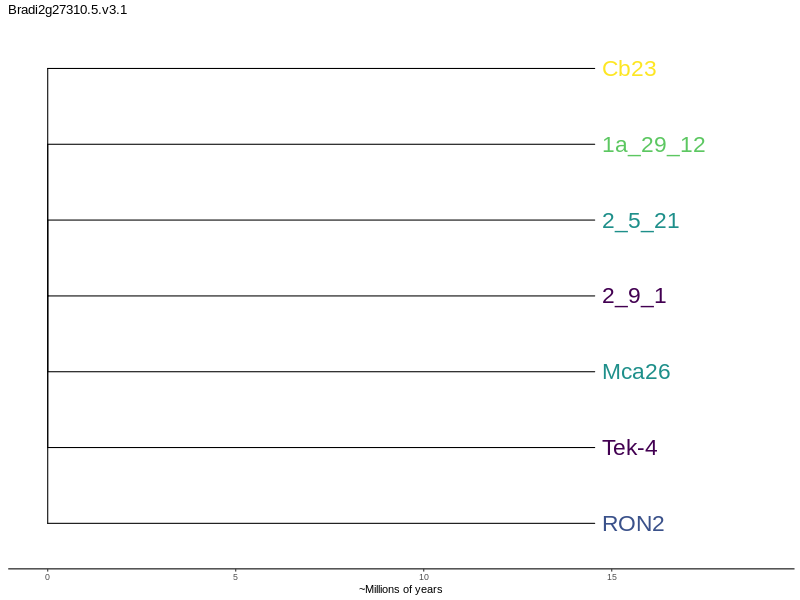 Bradi2g27310.5.v3.1
Cb23
1a_29_12
2_5_21
2_9_1
Mca26
Tek-4
RON2
0 5 10 15
~Millions of years